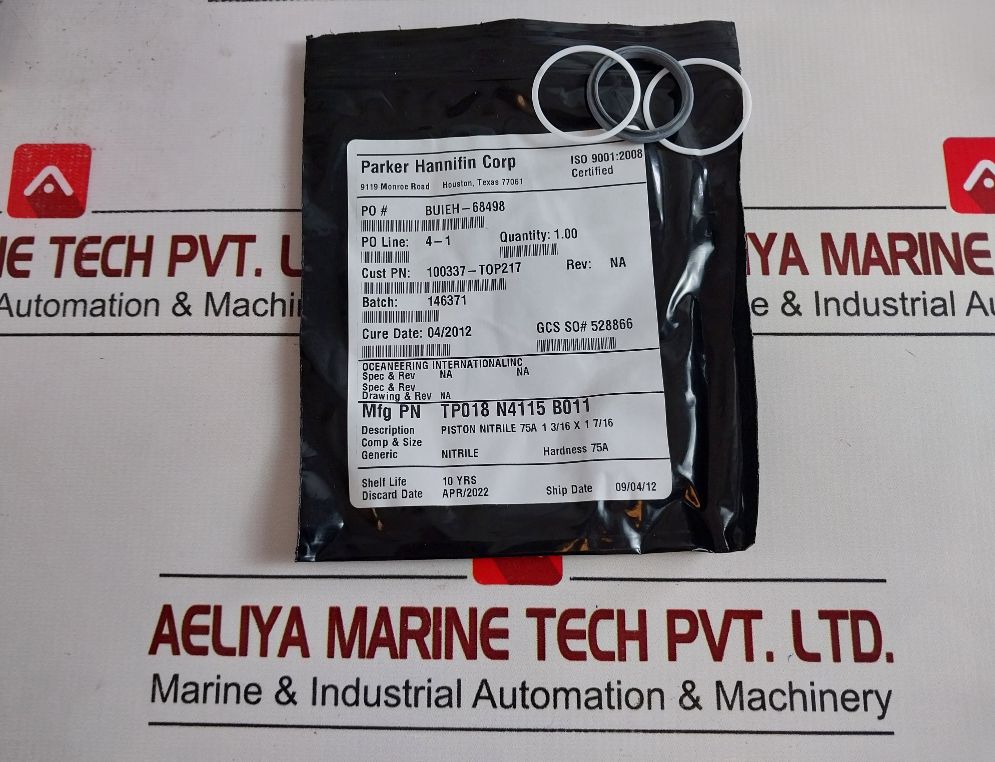 Parker Hannifin Corp ISO 9001:2008
Certified
9119 Monroe Road Houston, Texas 77061
PO # BUIEH-68498
PO Line: 4-1 Quantity: 1.00
Cust PN: 100337-TOP217 Rev: NA
Batch: 146371
Cure Date: 04/2012 GCS SO# 528866
OCEANEERING INTERNATIONALINC
Spec & Rev NA NA
Spec & Rev
Drawing & Rev NA
Mfg PN TP018 N4115 B011
Description PISTON NITRILE 75A 1 3/16 X 1 7/16
Comp & Size
Generic NITRILE Hardness 75A
Shelf Life 10 YRS
Discard Date APR/2022 Ship Date 09/04/12
NE TECH PVT. L
Automation & Machin
IYA MARINE
e & Industrial Au
AELIYA MARINE TECH PVT. LTD.
Marine & Industrial Automation & Machinery